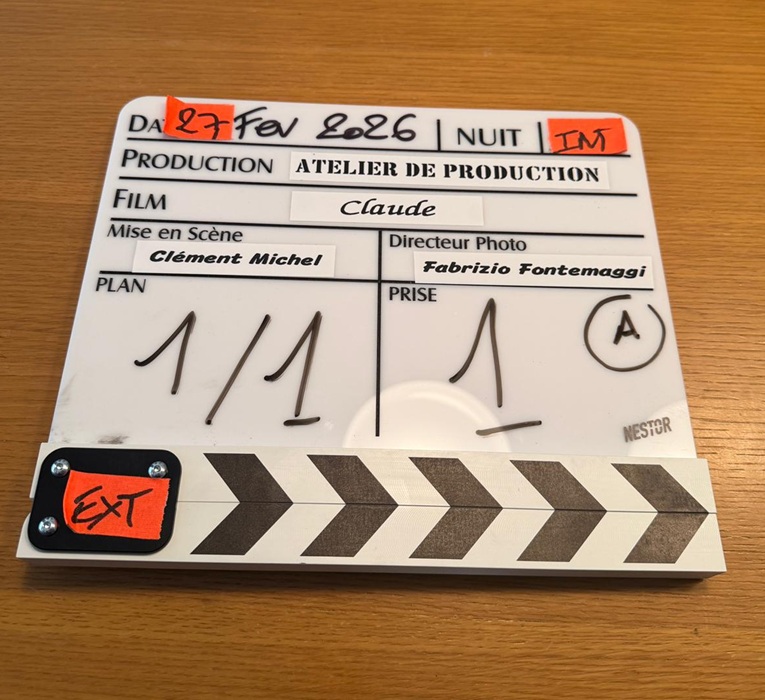 DA 27 Fev 2026 | NUIT | INT
PRODUCTION ATELIER DE PRODUCTION
FILM Claude
Mise en Scène
Clément Michel
Directeur Photo
Fabrizio Fontemaggi
PLAN
1/1
PRISE
1
A
NESTOR
EXT